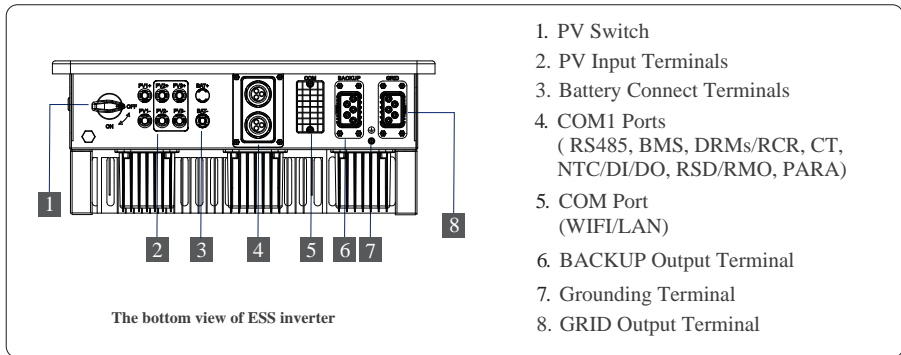 PV1+ PV2+ PV3+ BAT+
COM
BACKUP
GRID
OFF
ON
PV1- PV2- PV3- BAT-
1
2
3
4
5
6
7
8
The bottom view of ESS inverter
1. PV Switch
2. PV Input Terminals
3. Battery Connect Terminals
4. COM1 Ports
( RS485, BMS, DRMs/RCR, CT,
NTC/DI/DO, RSD/RMO, PARA)
5. COM Port
(WIFI/LAN)
6. BACKUP Output Terminal
7. Grounding Terminal
8. GRID Output Terminal